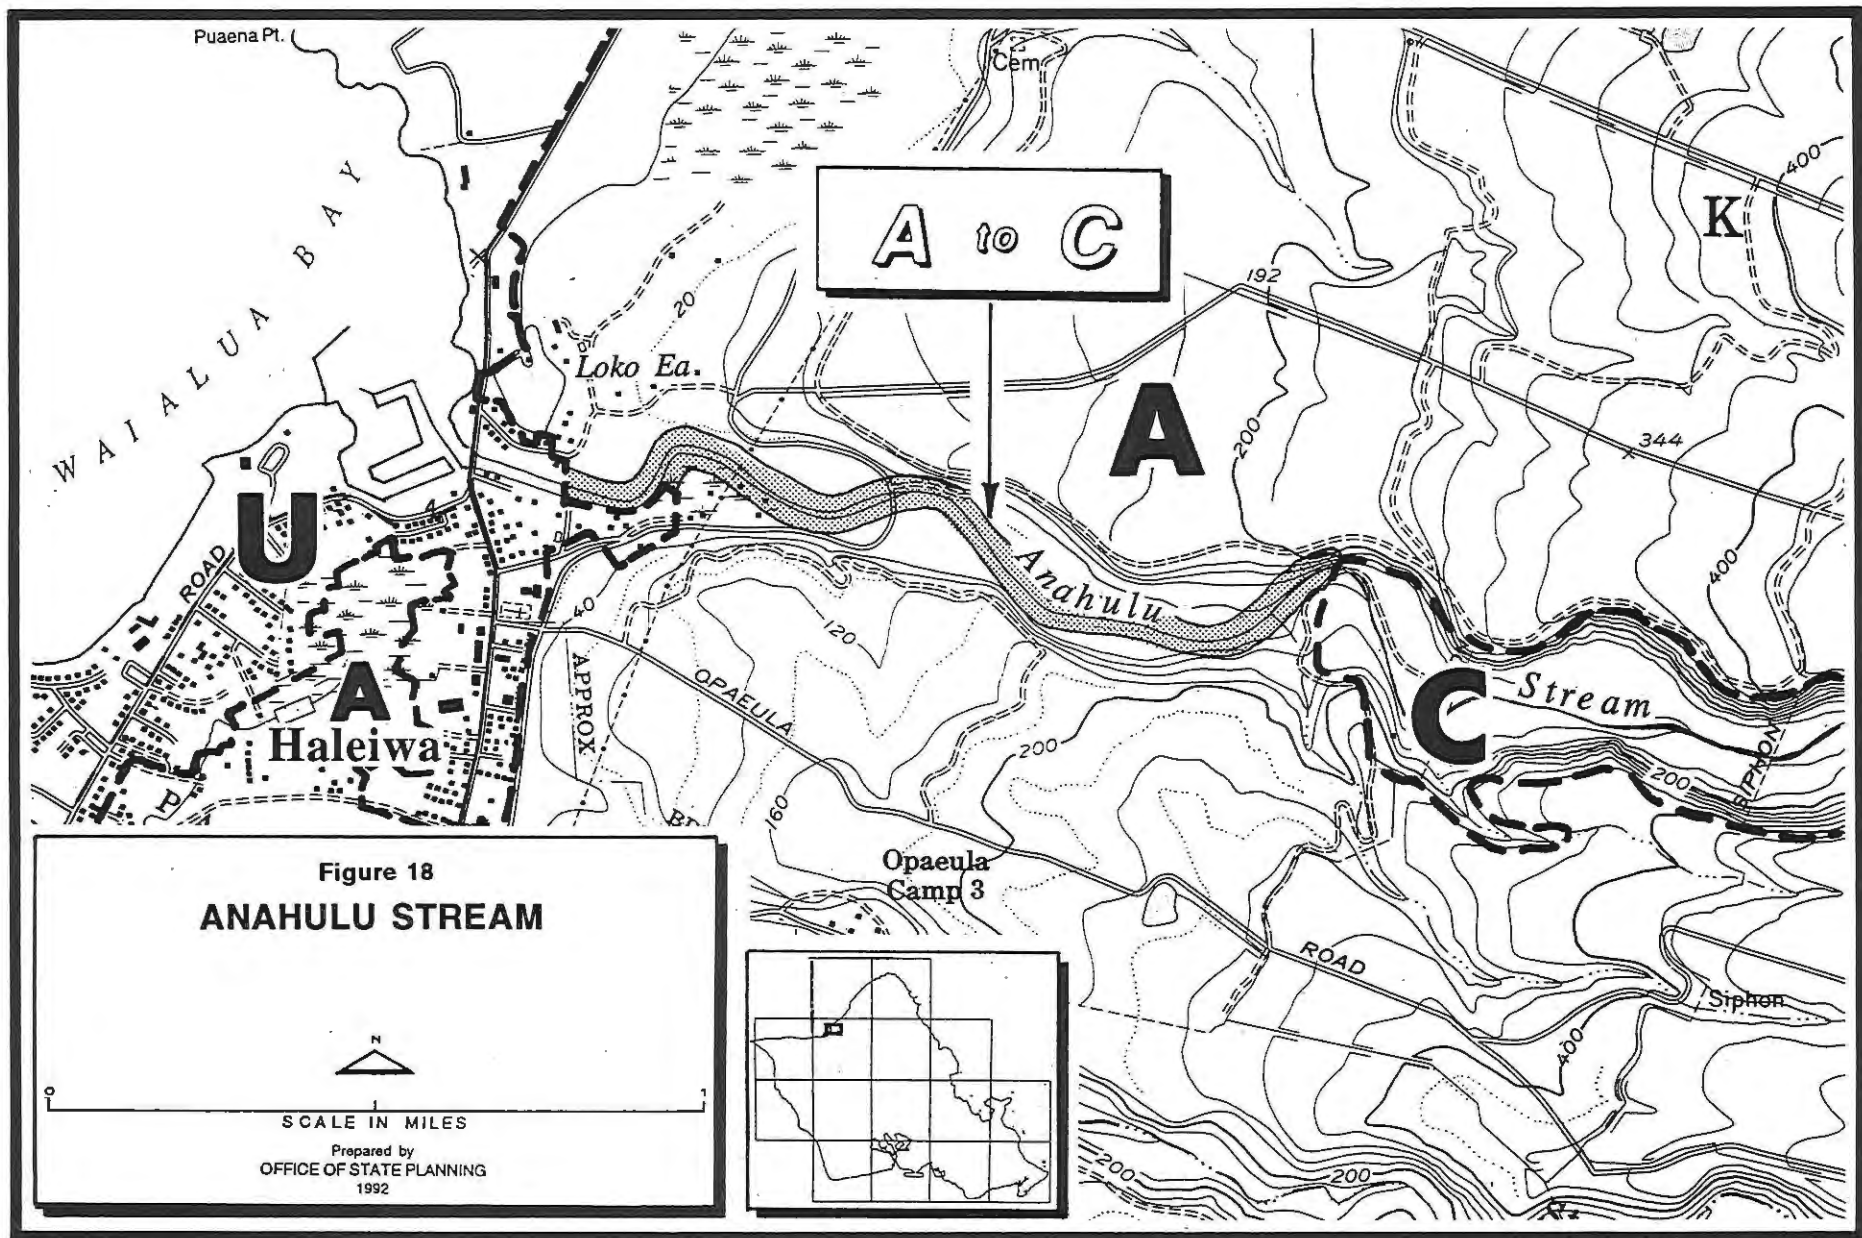 Puaena Pt.
Cem
400
K
WAIALUA BAY
A to C
192
20
Loko Ea.
A
200
344
400
U
4
ROAD
Anahulu
40
120
APPROX
OPAEULA
C
Stream
A
Haleiwa
200
SIPHON
200
P
160
Opaeula
Camp 3
ROAD
Siphon
400
200
200
Figure 18
ANAHULU STREAM
N
0
1
SCALE IN MILES
Prepared by
OFFICE OF STATE PLANNING
1992